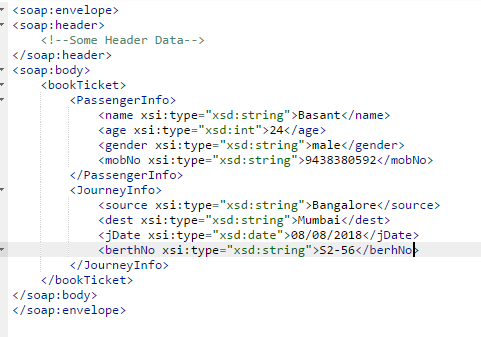 <soap:envelope>
<soap:header>
<!--Some Header Data-->
</soap:header>
<soap:body>
<bookTicket>
<PassengerInfo>
<name xsi:type="xsd:string">Basant</name>
<age xsi:type="xsd:int">24</age>
<gender xsi:type="xsd:string">male</gender>
<mobNo xsi:type="xsd:string">9438380592</mobNo>
</PassengerInfo>
<JourneyInfo>
<source xsi:type="xsd:string">Bangalore</source>
<dest xsi:type="xsd:string">Mumbai</dest>
<jDate xsi:type="xsd:date">08/08/2018</jDate>
<berthNo xsi:type="xsd:string">S2-56</berhNo>
</JourneyInfo>
</bookTicket>
</soap:body>
</soap:envelope>